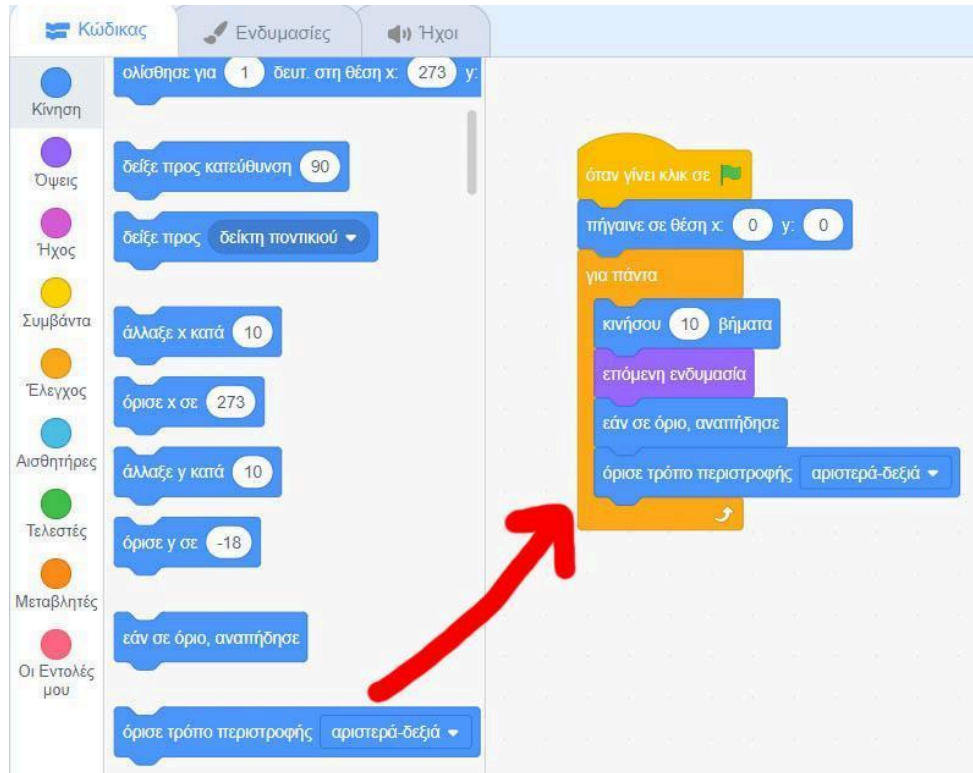 Κώδικας
Ενδυμασίες
Ήχοι
Κίνηση
Όψεις
Ήχος
Συμβάντα
Έλεγχος
Αισθητήρες
Τελεστές
Μεταβλητές
Οι Εντολές
μου
ολίσθησε για 1 δευτ. στη θέση x: 273 y:
δείξε προς κατεύθυνση 90
δείξε προς δείκτη ποντικιού
άλλαξε x κατά 10
όρισε x σε 273
άλλαξε y κατά 10
όρισε y σε -18
εάν σε όριο, αναπήδησε
όρισε τρόπο περιστροφής αριστερά-δεξιά
όταν γίνει κλικ σε
πήγαινε σε θέση x: 0 y: 0
για πάντα
κινήσου 10 βήματα
επόμενη ενδυμασία
εάν σε όριο, αναπήδησε
όρισε τρόπο περιστροφής αριστερά-δεξιά